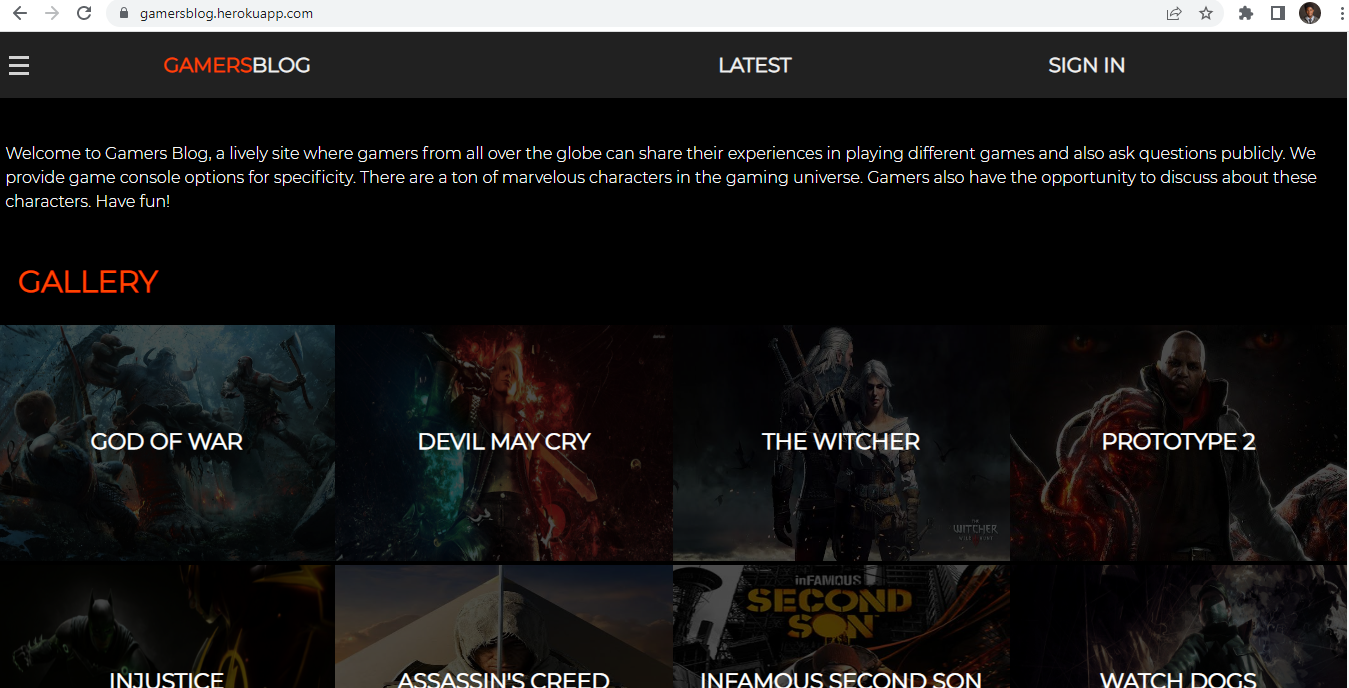 gamersblog.herokuapp.com
GAMERSBLOG
LATEST
SIGN IN
Welcome to Gamers Blog, a lively site where gamers from all over the globe can share their experiences in playing different games and also ask questions publicly. We
provide game console options for specificity. There are a ton of marvelous characters in the gaming universe. Gamers also have the opportunity to discuss about these
characters. Have fun!
GALLERY
GOD OF WAR
DEVIL MAY CRY
THE WITCHER
PROTOTYPE 2
THE
WITCHER
WILD HUNT
inFAMOUS
SECOND
SON
INJUSTICE
ASSASSIN'S CREED
INFAMOUS SECOND SON
WATCH DOGS